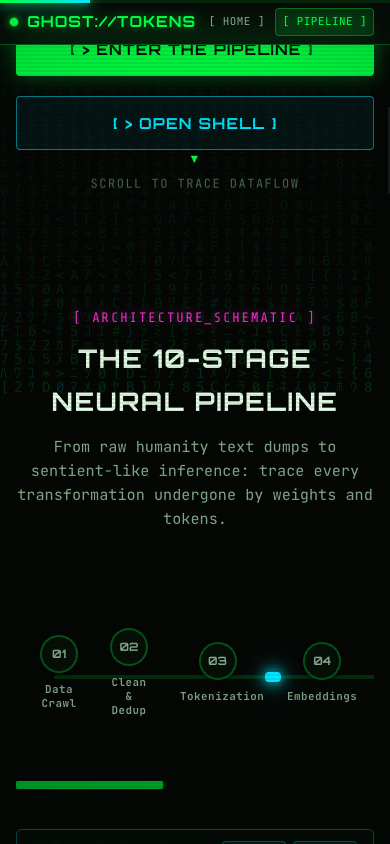 GHOST://TOKENS
[ HOME ]
[ PIPELINE ]
[ > ENTER THE PIPELINE ]
[ > OPEN SHELL ]
▼
SCROLL TO TRACE DATAFLOW
[ ARCHITECTURE_SCHEMATIC ]
THE 10-STAGE
NEURAL PIPELINE
From raw humanity text dumps to
sentient-like inference: trace every
transformation undergone by weights and
tokens.
01
Data
Crawl
02
Clean
&
Dedup
03
Tokenization
04
Embeddings